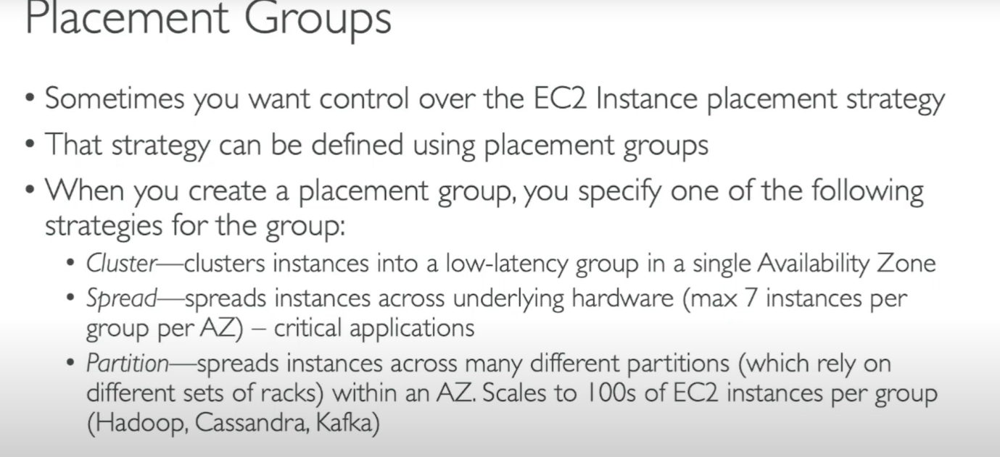 Placement Groups
• Sometimes you want control over the EC2 Instance placement strategy
• That strategy can be defined using placement groups
• When you create a placement group, you specify one of the following
strategies for the group:
• Cluster—clusters instances into a low-latency group in a single Availability Zone
• Spread—spreads instances across underlying hardware (max 7 instances per
group per AZ) – critical applications
• Partition—spreads instances across many different partitions (which rely on
different sets of racks) within an AZ. Scales to 100s of EC2 instances per group
(Hadoop, Cassandra, Kafka)